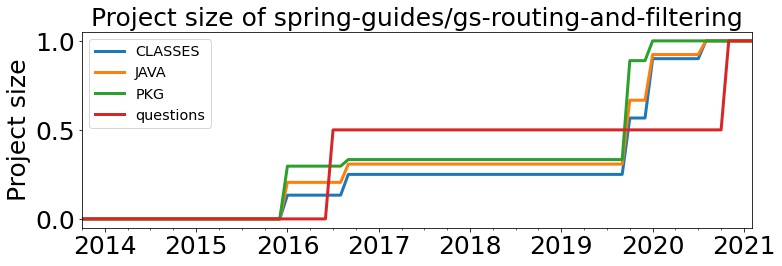 Project size of spring-guides/gs-routing-and-filtering
Project size
1.0
0.5
0.0
CLASSES
JAVA
PKG
questions
2014 2015 2016 2017 2018 2019 2020 2021